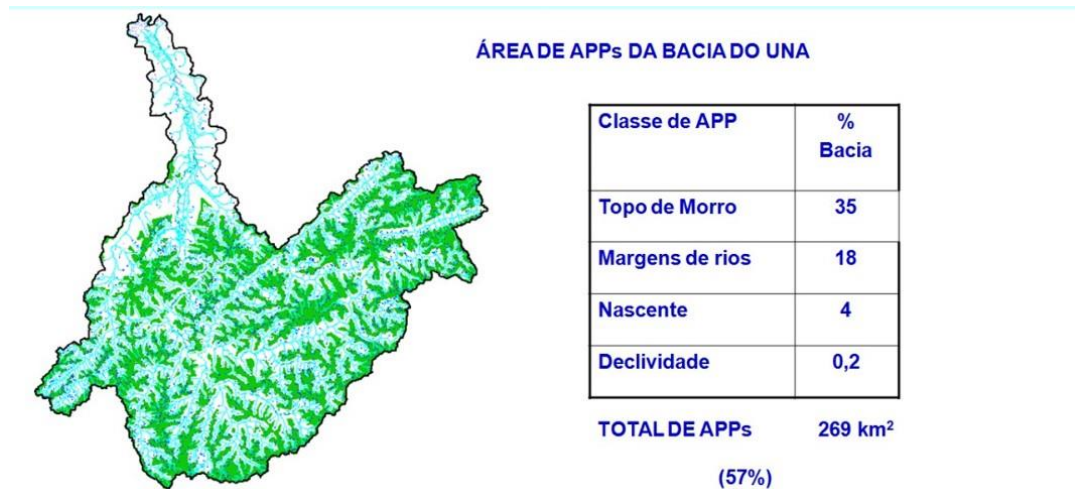 ÁREA DE APPs DA BACIA DO UNA
Classe de APP %
Bacia
Topo de Morro 35
Margens de rios 18
Nascente 4
Declividade 0,2
TOTAL DE APPs 269 km²
(57%)